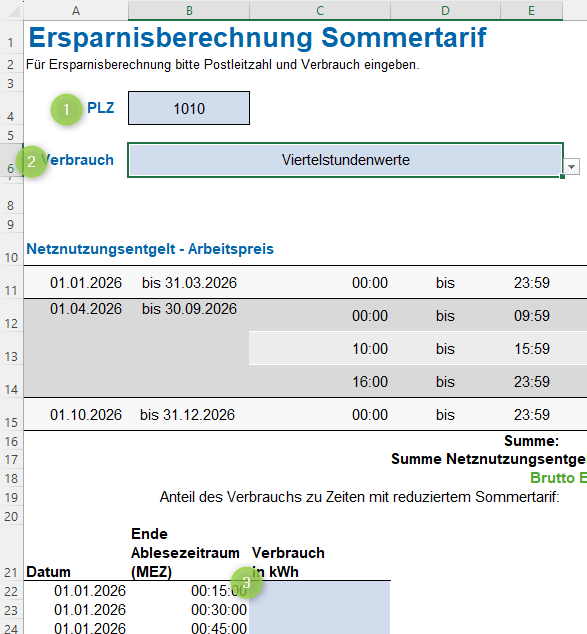 A B C D E
1 Ersparnisberechnung Sommertarif
2 Für Ersparnisberechnung bitte Postleitzahl und Verbrauch eingeben.
3
4 1 PLZ 1010
5
6 2 Verbrauch Viertelstundenwerte
7
8
9
10 Netznutzungsentgelt - Arbeitspreis
11 01.01.2026 bis 31.03.2026 00:00 bis 23:59
12 01.04.2026 bis 30.09.2026 00:00 bis 09:59
13 10:00 bis 15:59
14 16:00 bis 23:59
15 01.10.2026 bis 31.12.2026 00:00 bis 23:59
16 Summe:
17 Summe Netznutzungsentge
18 Brutto E
19 Anteil des Verbrauchs zu Zeiten mit reduziertem Sommertarif:
20
Ende
Ablesezeitraum Verbrauch
21 Datum (MEZ) 3 in kWh
22 01.01.2026 00:15:00
23 01.01.2026 00:30:00
24 01.01.2026 00:45:00